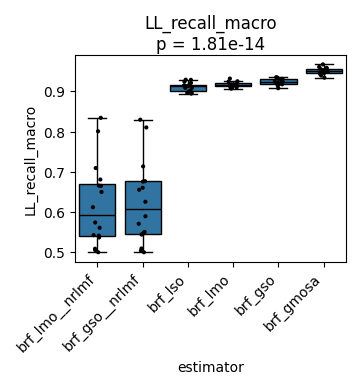 LL_recall_macro
p = 1.81e-14
LL_recall_macro
0.9
0.8
0.7
0.6
0.5
brf_lmo__nrlmf
brf_gso__nrlmf
brf_lso
brf_lmo
brf_gso
brf_gmosa
estimator